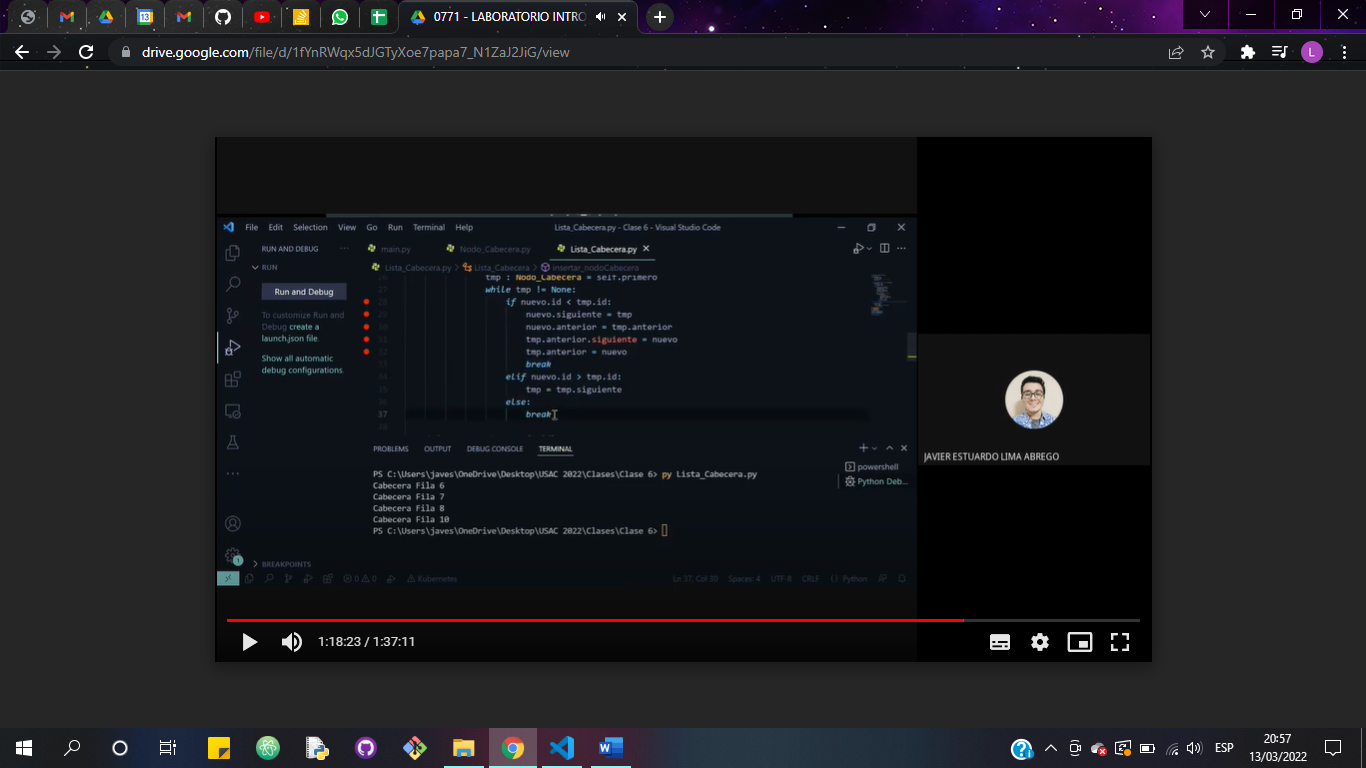 0771 - LABORATORIO INTRO
drive.google.com/file/d/1fYnRWqx5dJGTyXoe7papa7_N1ZaJ2JiG/view
L
File Edit Selection View Go Run Terminal Help
Lista_Cabecera.py - Clase 6 - Visual Studio Code
RUN AND DEBUG
main.py
Nodo_Cabecera.py
Lista_Cabecera.py
RUN
Lista_Cabecera.py > Lista_Cabecera > insertar_nodoCabecera
Run and Debug
To customize Run and
Debug create a
launch.json file.
Show all automatic
debug configurations.
tmp : Nodo_Cabecera = self.primero
while tmp != None:
if nuevo.id < tmp.id:
nuevo.siguiente = tmp
nuevo.anterior = tmp.anterior
tmp.anterior.siguiente = nuevo
tmp.anterior = nuevo
break
elif nuevo.id > tmp.id:
tmp = tmp.siguiente
else:
37 break
PROBLEMS OUTPUT DEBUG CONSOLE TERMINAL
powershell
Python Deb...
PS C:\Users\javes\OneDrive\Desktop\USAC 2022\Clases\Clase 6> py Lista_Cabecera.py
Cabecera Fila 6
Cabecera Fila 7
Cabecera Fila 8
Cabecera Fila 10
PS C:\Users\javes\OneDrive\Desktop\USAC 2022\Clases\Clase 6>
BREAKPOINTS
0 0 Kubernetes
Spaces: 4 UTF-8 CRLF Python
JAVIER ESTUARDO LIMA ABREGO
1:18:23 / 1:37:11
ESP
20:57
13/03/2022